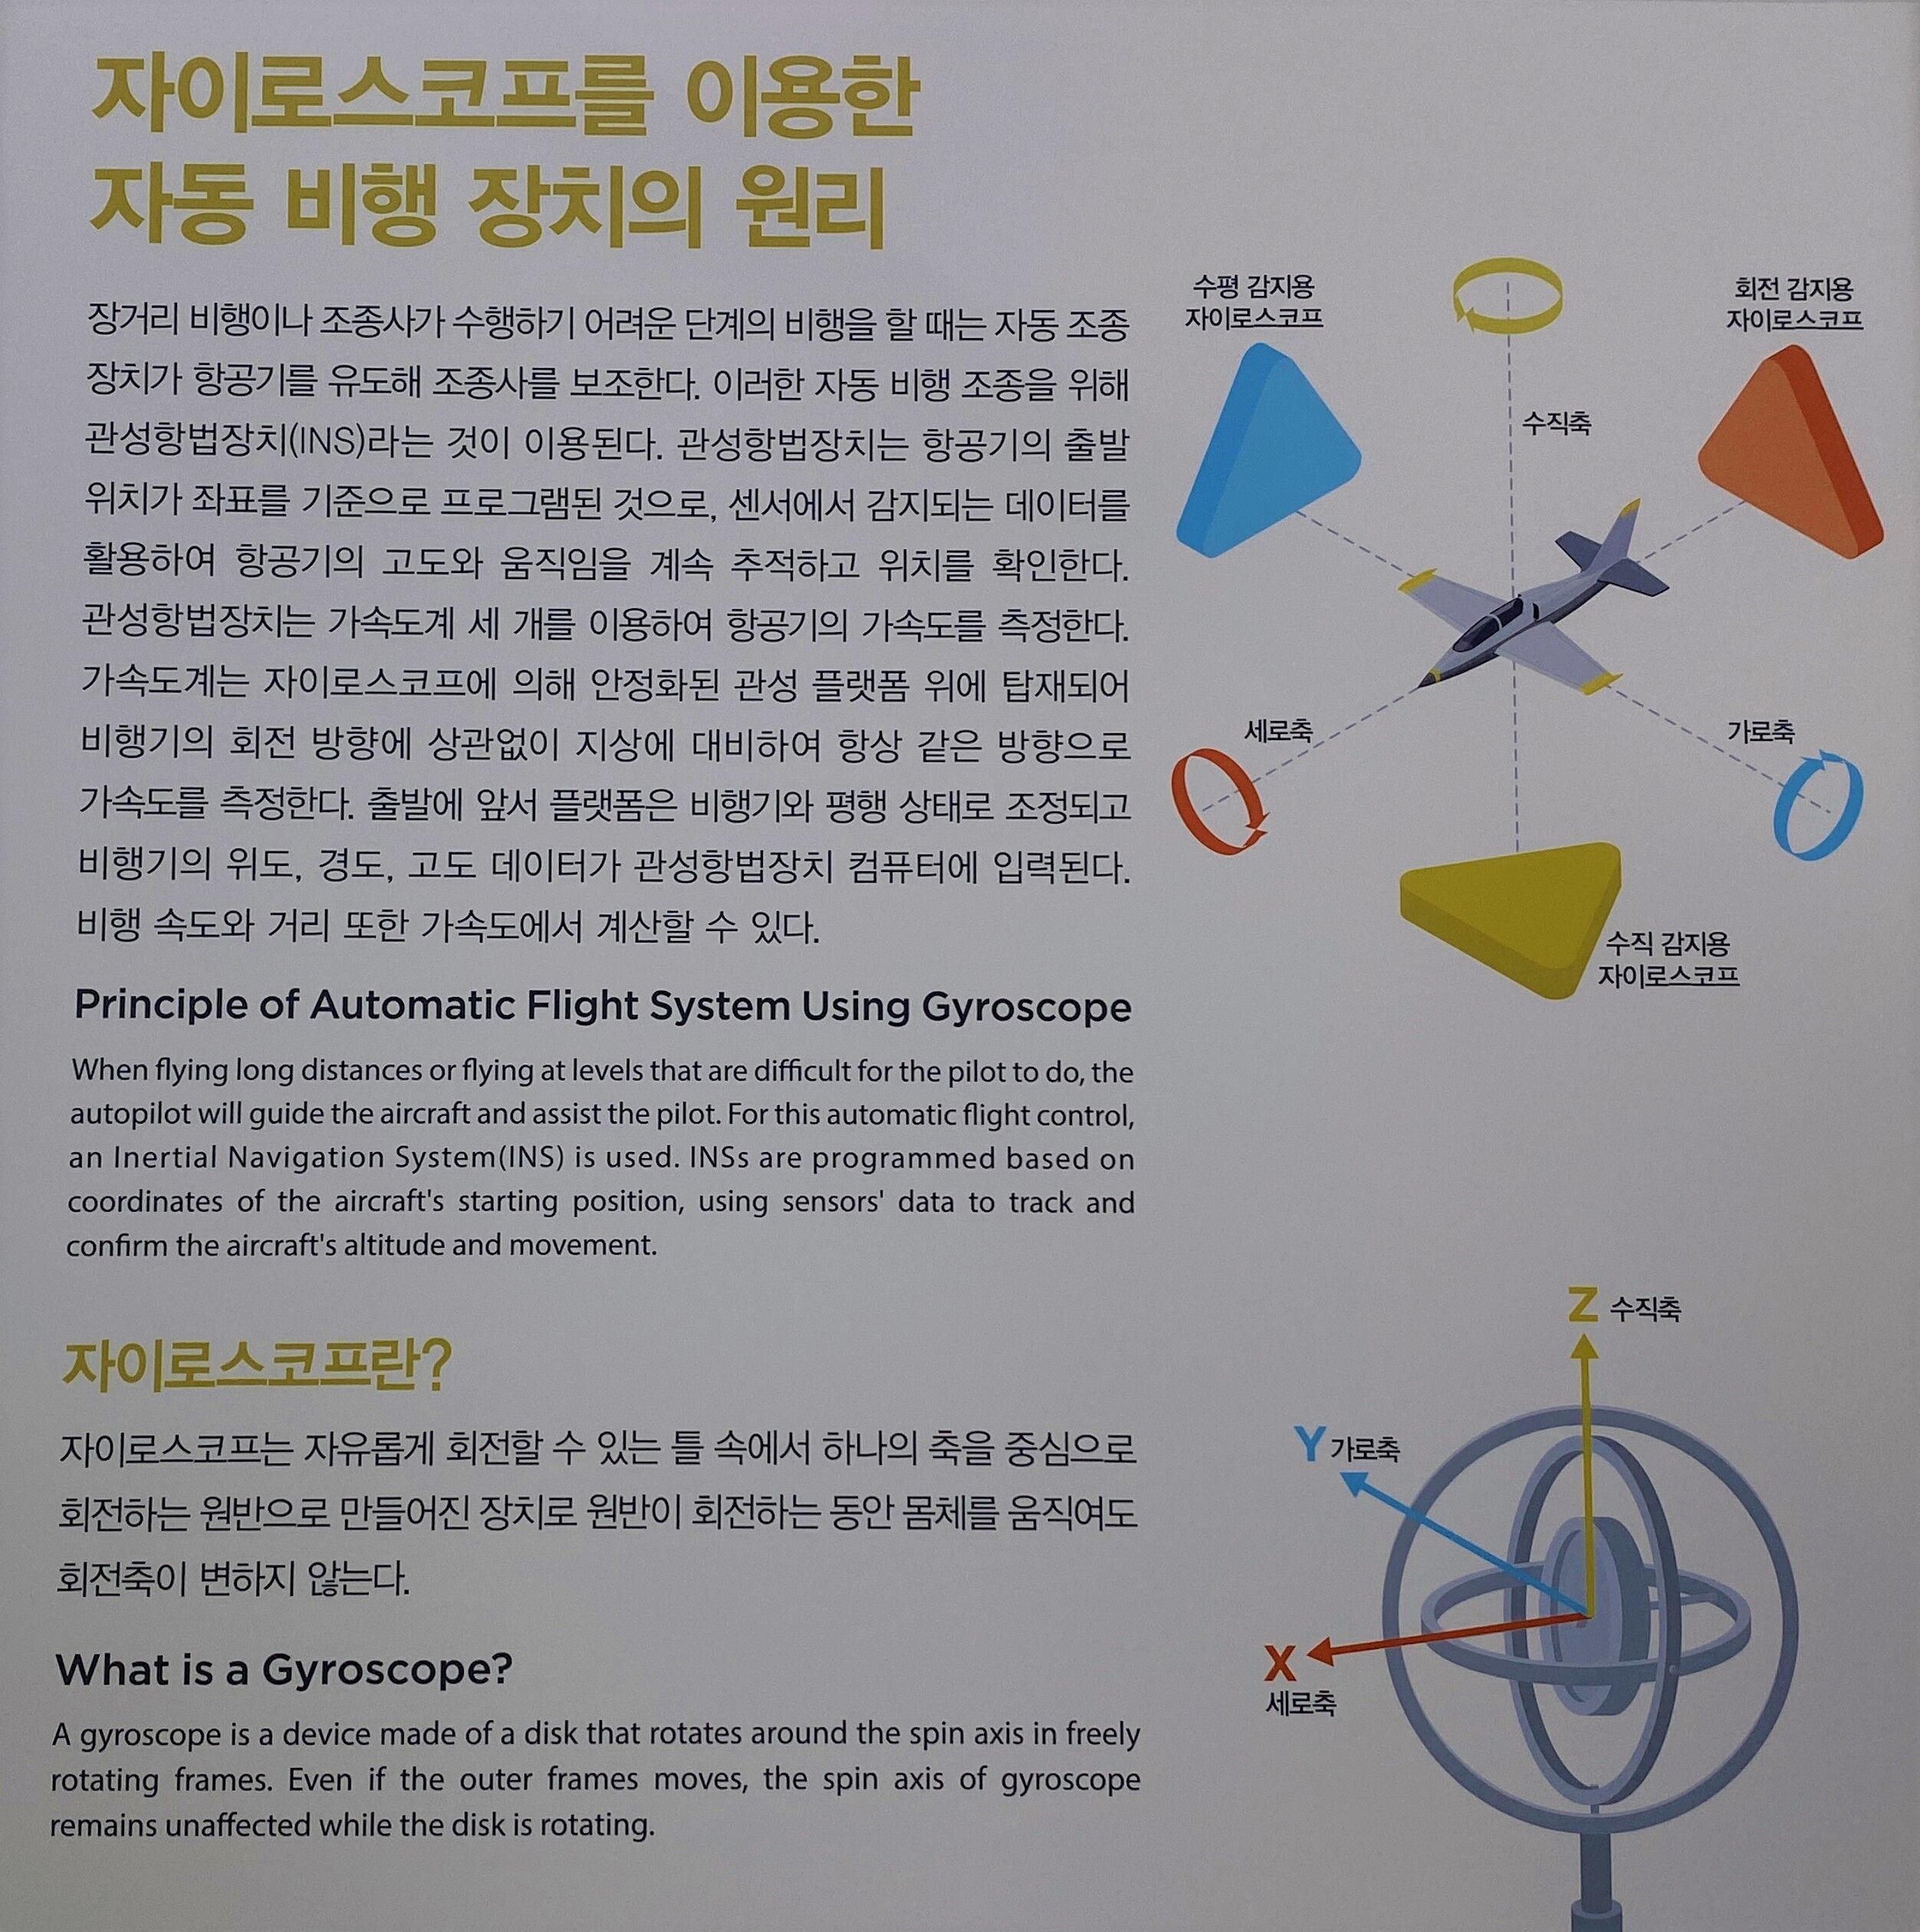 자이로스코프를 이용한
자동 비행 장치의 원리
장거리 비행이나 조종사가 수행하기 어려운 단계의 비행을 할 때는 자동 조종
장치가 항공기를 유도해 조종사를 보조한다. 이러한 자동 비행 조종을 위해
관성항법장치(INS)라는 것이 이용된다. 관성항법장치는 항공기의 출발
위치가 좌표를 기준으로 프로그램된 것으로, 센서에서 감지되는 데이터를
활용하여 항공기의 고도와 움직임을 계속 추적하고 위치를 확인한다.
관성항법장치는 가속도계 세 개를 이용하여 항공기의 가속도를 측정한다.
가속도계는 자이로스코프에 의해 안정화된 관성 플랫폼 위에 탑재되어
비행기의 회전 방향에 상관없이 지상에 대비하여 항상 같은 방향으로
가속도를 측정한다. 출발에 앞서 플랫폼은 비행기와 평행 상태로 조정되고
비행기의 위도, 경도, 고도 데이터가 관성항법장치 컴퓨터에 입력된다.
비행 속도와 거리 또한 가속도에서 계산할 수 있다.
Principle of Automatic Flight System Using Gyroscope
When flying long distances or flying at levels that are difficult for the pilot to do, the
autopilot will guide the aircraft and assist the pilot. For this automatic flight control,
an Inertial Navigation System(INS) is used. INSs are programmed based on
coordinates of the aircraft's starting position, using sensors' data to track and
confirm the aircraft's altitude and movement.
수평 감지용
자이로스코프
회전 감지용
자이로스코프
수직축
세로축
가로축
수직 감지용
자이로스코프
자이로스코프란?
자이로스코프는 자유롭게 회전할 수 있는 틀 속에서 하나의 축을 중심으로
회전하는 원반으로 만들어진 장치로 원반이 회전하는 동안 몸체를 움직여도
회전축이 변하지 않는다.
What is a Gyroscope?
A gyroscope is a device made of a disk that rotates around the spin axis in freely
rotating frames. Even if the outer frames moves, the spin axis of gyroscope
remains unaffected while the disk is rotating.
Z 수직축
Y 가로축
X
세로축